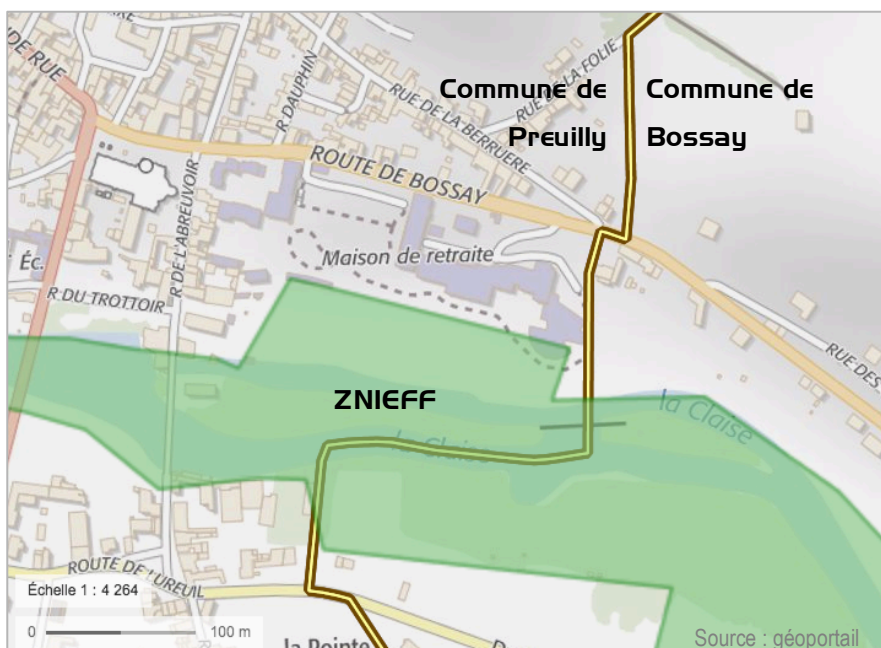 NDE RUE
R DAUPHIN
RUE DE LA BERRUERE
RUE DE LA FOLIE
Commune de
Preuilly
Commune de
Bossay
ROUTE DE BOSSAY
R DE L'ABREUVOIR
Maison de retraite
Éc.
R DU TROTTOIR
RUE DES
ZNIEFF
la Claise
la Claise
ROUTE DE L'UREUIL
Échelle 1 : 4 264
0 100 m
la Pointe
Source : géoportail